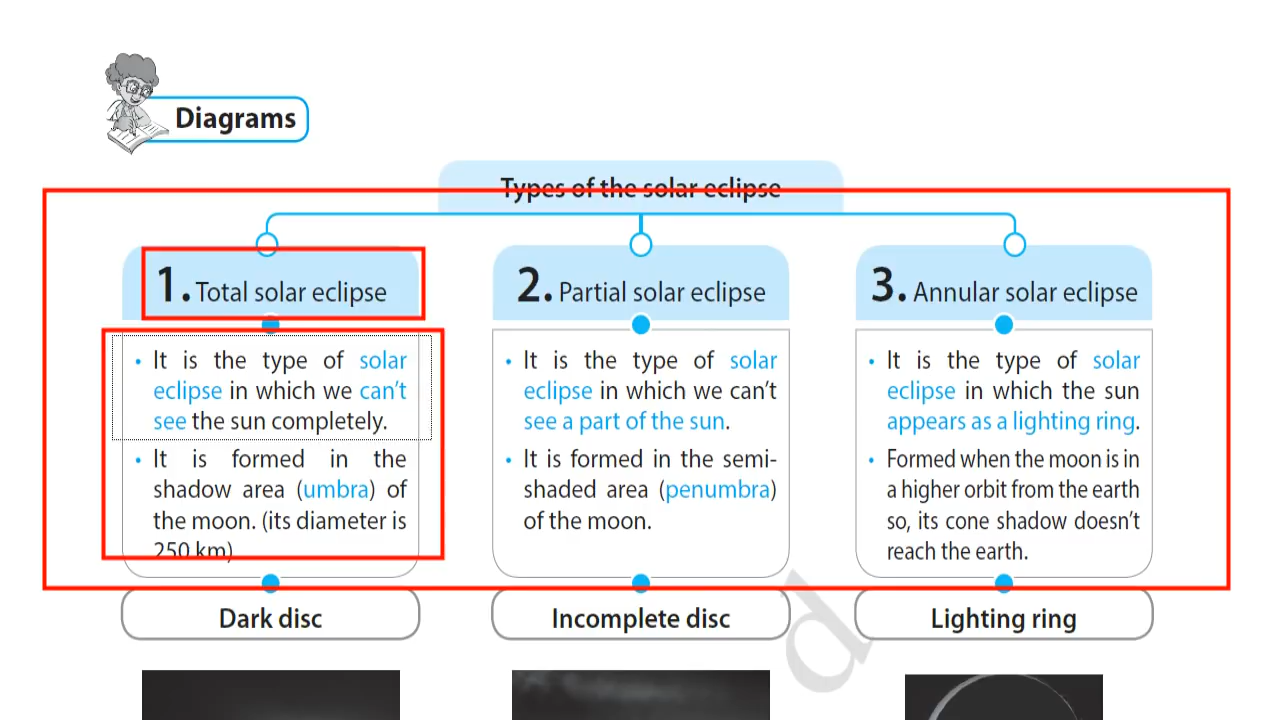 Diagrams
Types of the solar eclipse
1. Total solar eclipse
• It is the type of solar
eclipse in which we can't
see the sun completely.
• It is formed in the
shadow area (umbra) of
the moon. (its diameter is
250 km)
Dark disc
2. Partial solar eclipse
• It is the type of solar
eclipse in which we can't
see a part of the sun.
• It is formed in the semi-
shaded area (penumbra)
of the moon.
Incomplete disc
3. Annular solar eclipse
• It is the type of solar
eclipse in which the sun
appears as a lighting ring.
• Formed when the moon is in
a higher orbit from the earth
so, its cone shadow doesn't
reach the earth.
Lighting ring
d